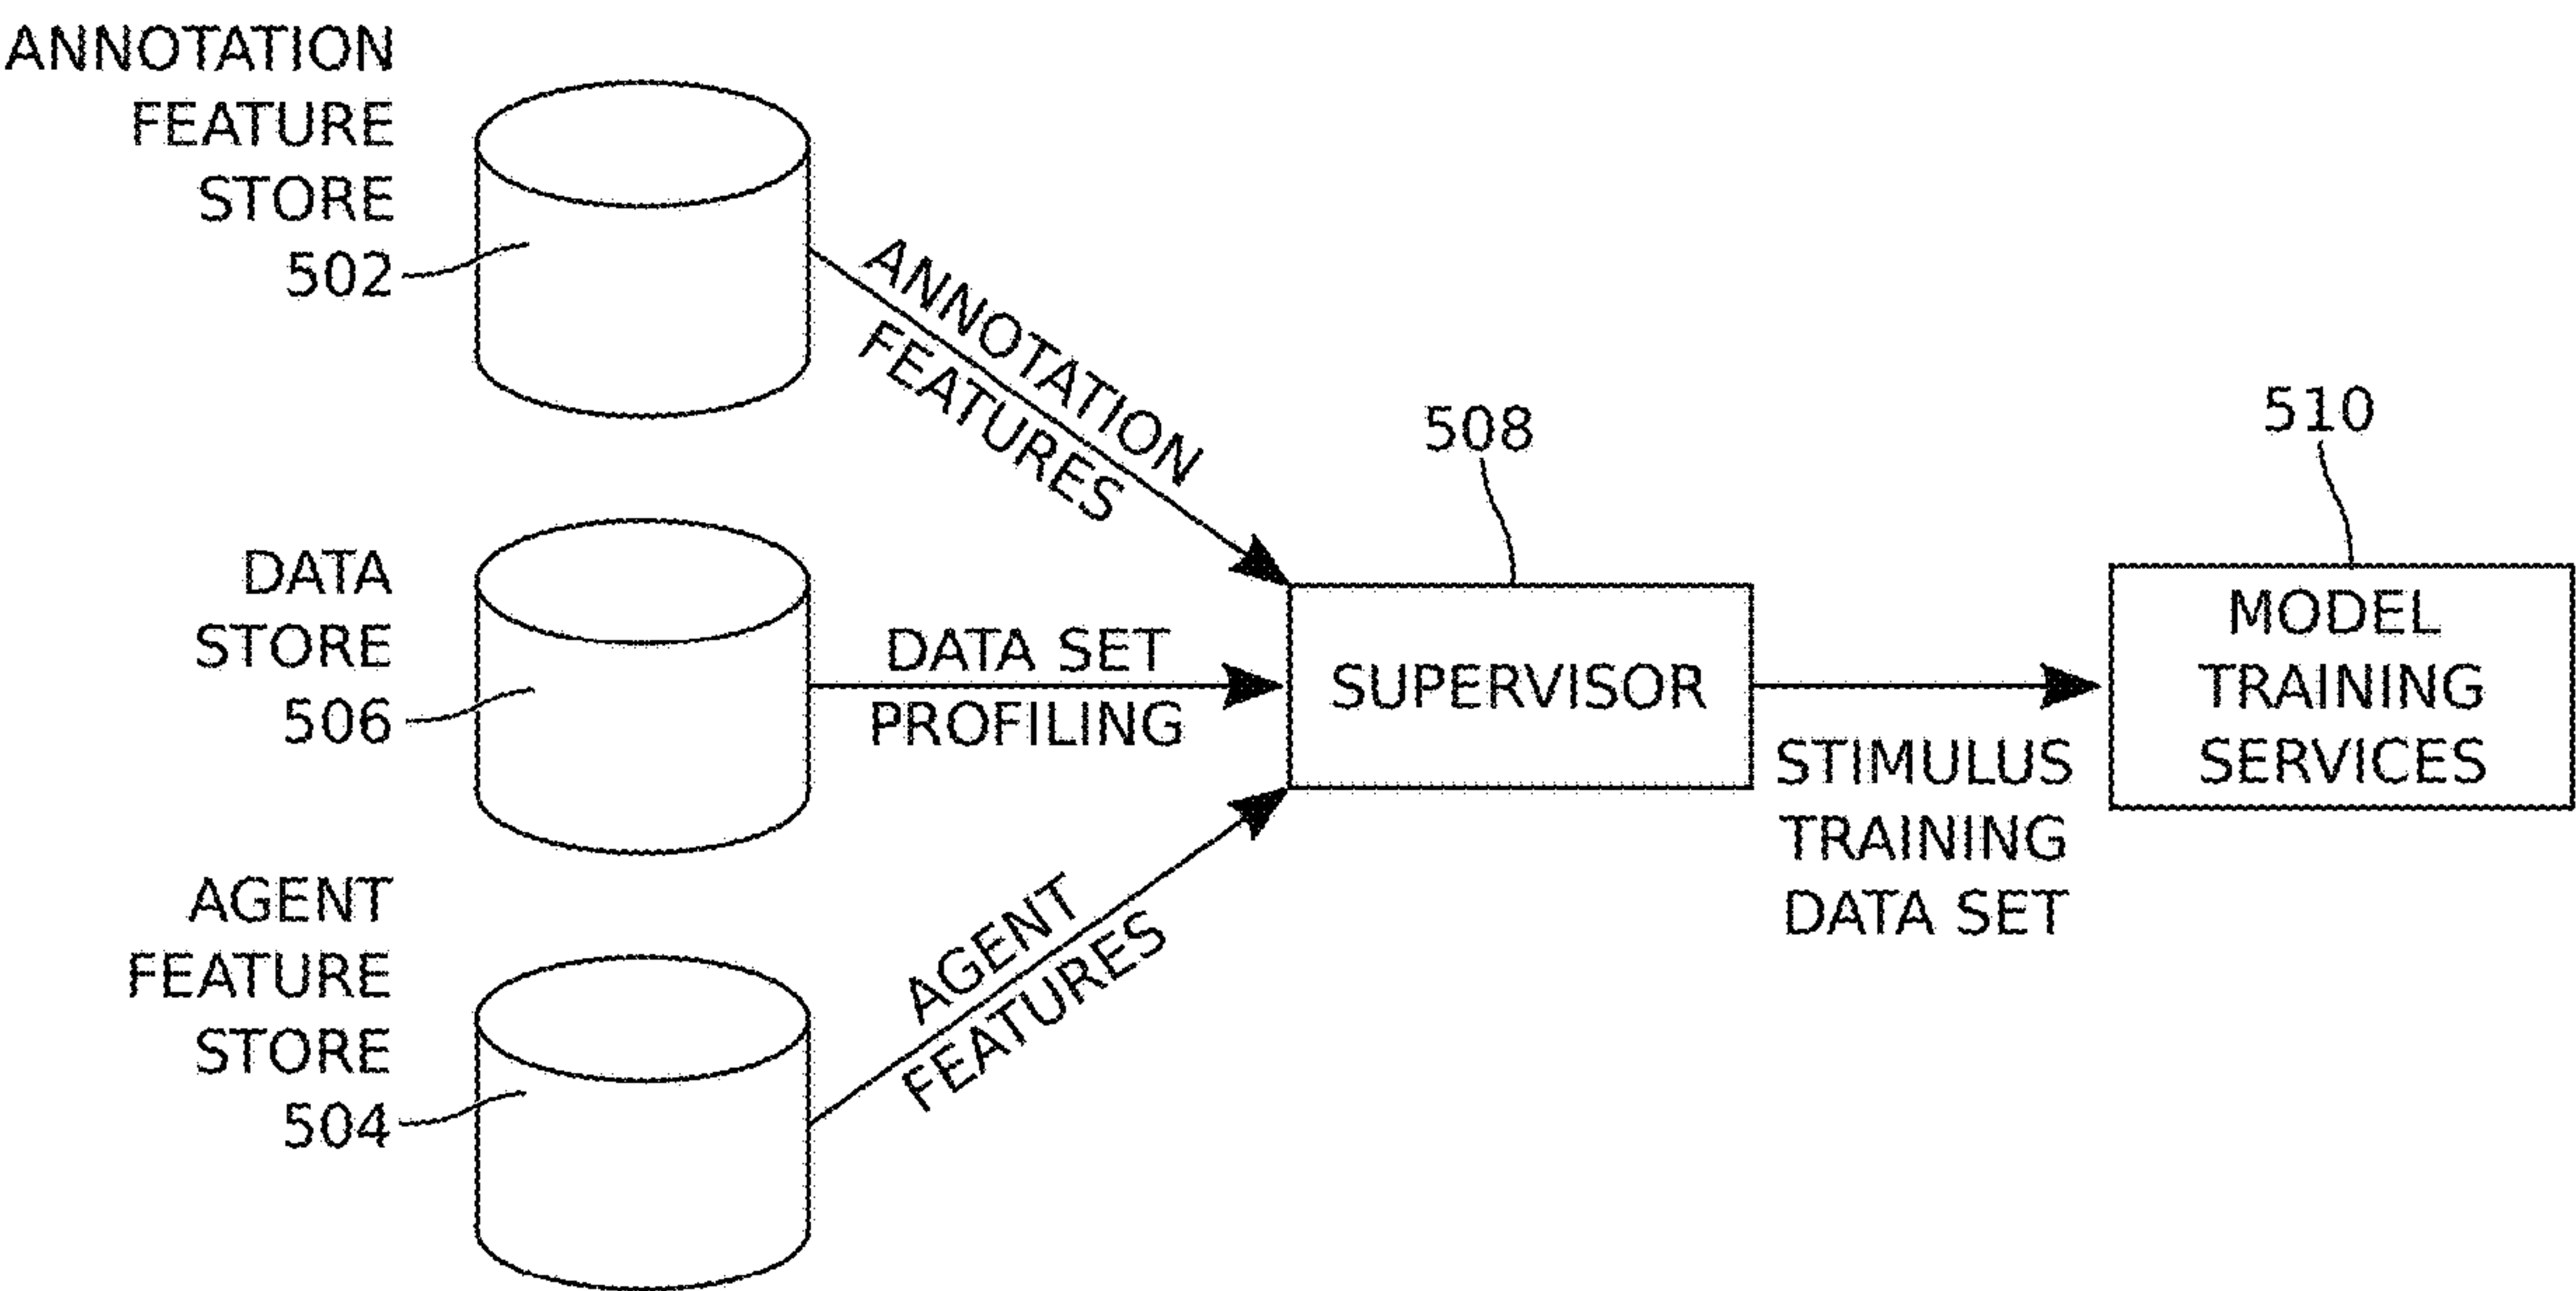 ANNOTATION
FEATURE
STORE
502
ANNOTATION
FEATURES
DATA
STORE
506
DATA SET
PROFILING
AGENT
FEATURE
STORE
504
AGENT
FEATURES
508
SUPERVISOR
STIMULUS
TRAINING
DATA SET
510
MODEL
TRAINING
SERVICES